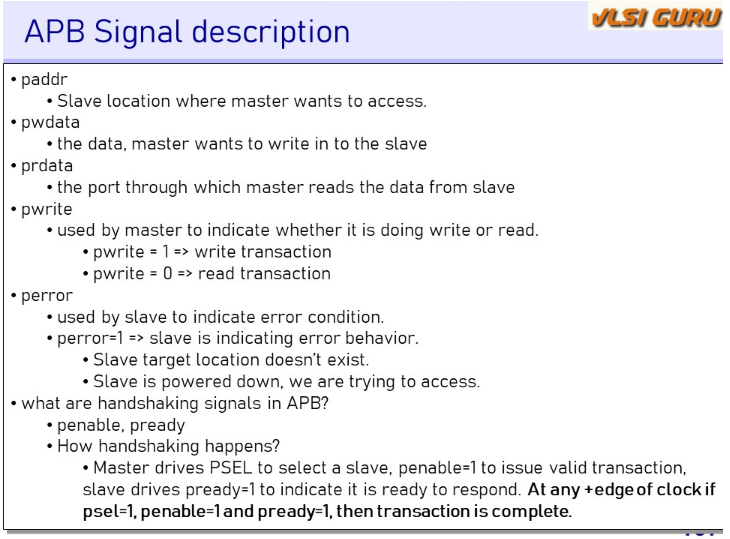 APB Signal description
VLSI GURU
• paddr
• Slave location where master wants to access.
• pwdata
• the data, master wants to write in to the slave
• prdata
• the port through which master reads the data from slave
• pwrite
• used by master to indicate whether it is doing write or read.
• pwrite = 1 => write transaction
• pwrite = 0 => read transaction
• perror
• used by slave to indicate error condition.
• perror=1 => slave is indicating error behavior.
• Slave target location doesn't exist.
• Slave is powered down, we are trying to access.
• what are handshaking signals in APB?
• penable, pready
• How handshaking happens?
• Master drives PSEL to select a slave, penable=1 to issue valid transaction,
slave drives pready=1 to indicate it is ready to respond. At any +edge of clock if
psel=1, penable=1 and pready=1, then transaction is complete.